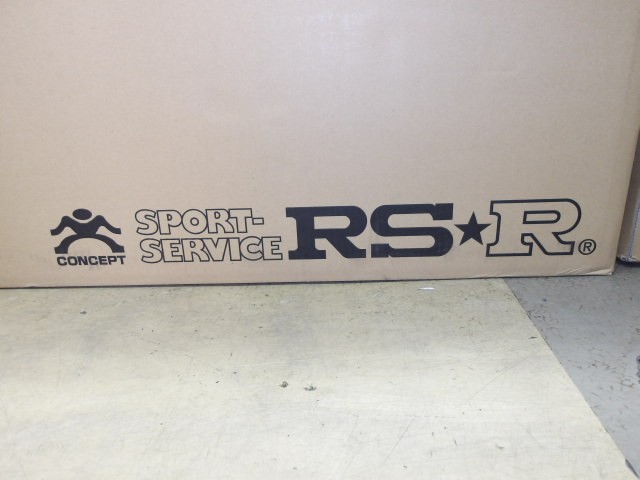 CONCEPT
SPORT-
SERVICE
RS★R®